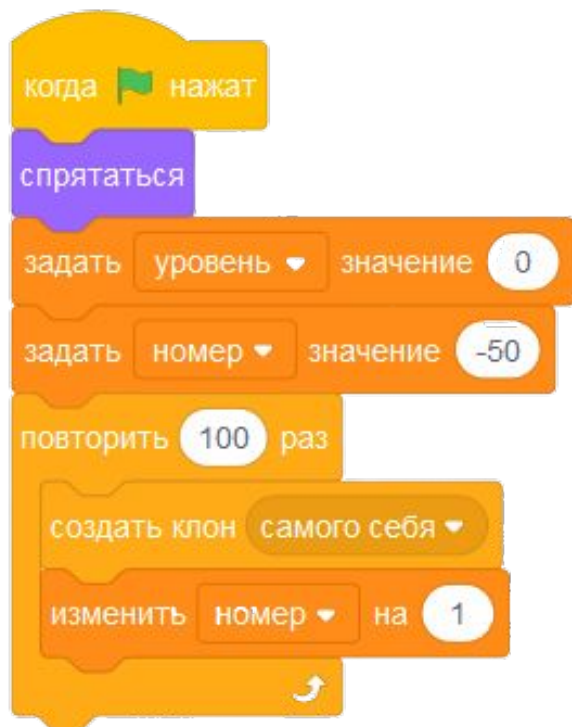 когда нажат
спрятаться
задать уровень значение 0
задать номер значение -50
повторить 100 раз
создать клон самого себя
изменить номер на 1